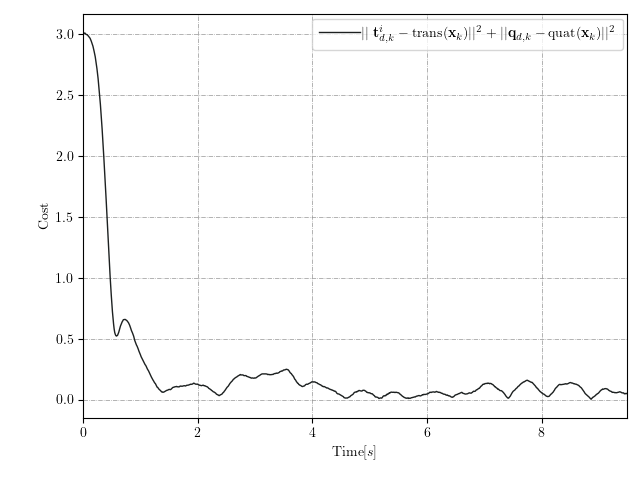 || t^i_{d,k} − trans(x_k)||² + ||q_{d,k} − quat(x_k)||²
3.0
2.5
2.0
1.5
1.0
0.5
0.0
Cost
0 2 4 6 8
Time[s]